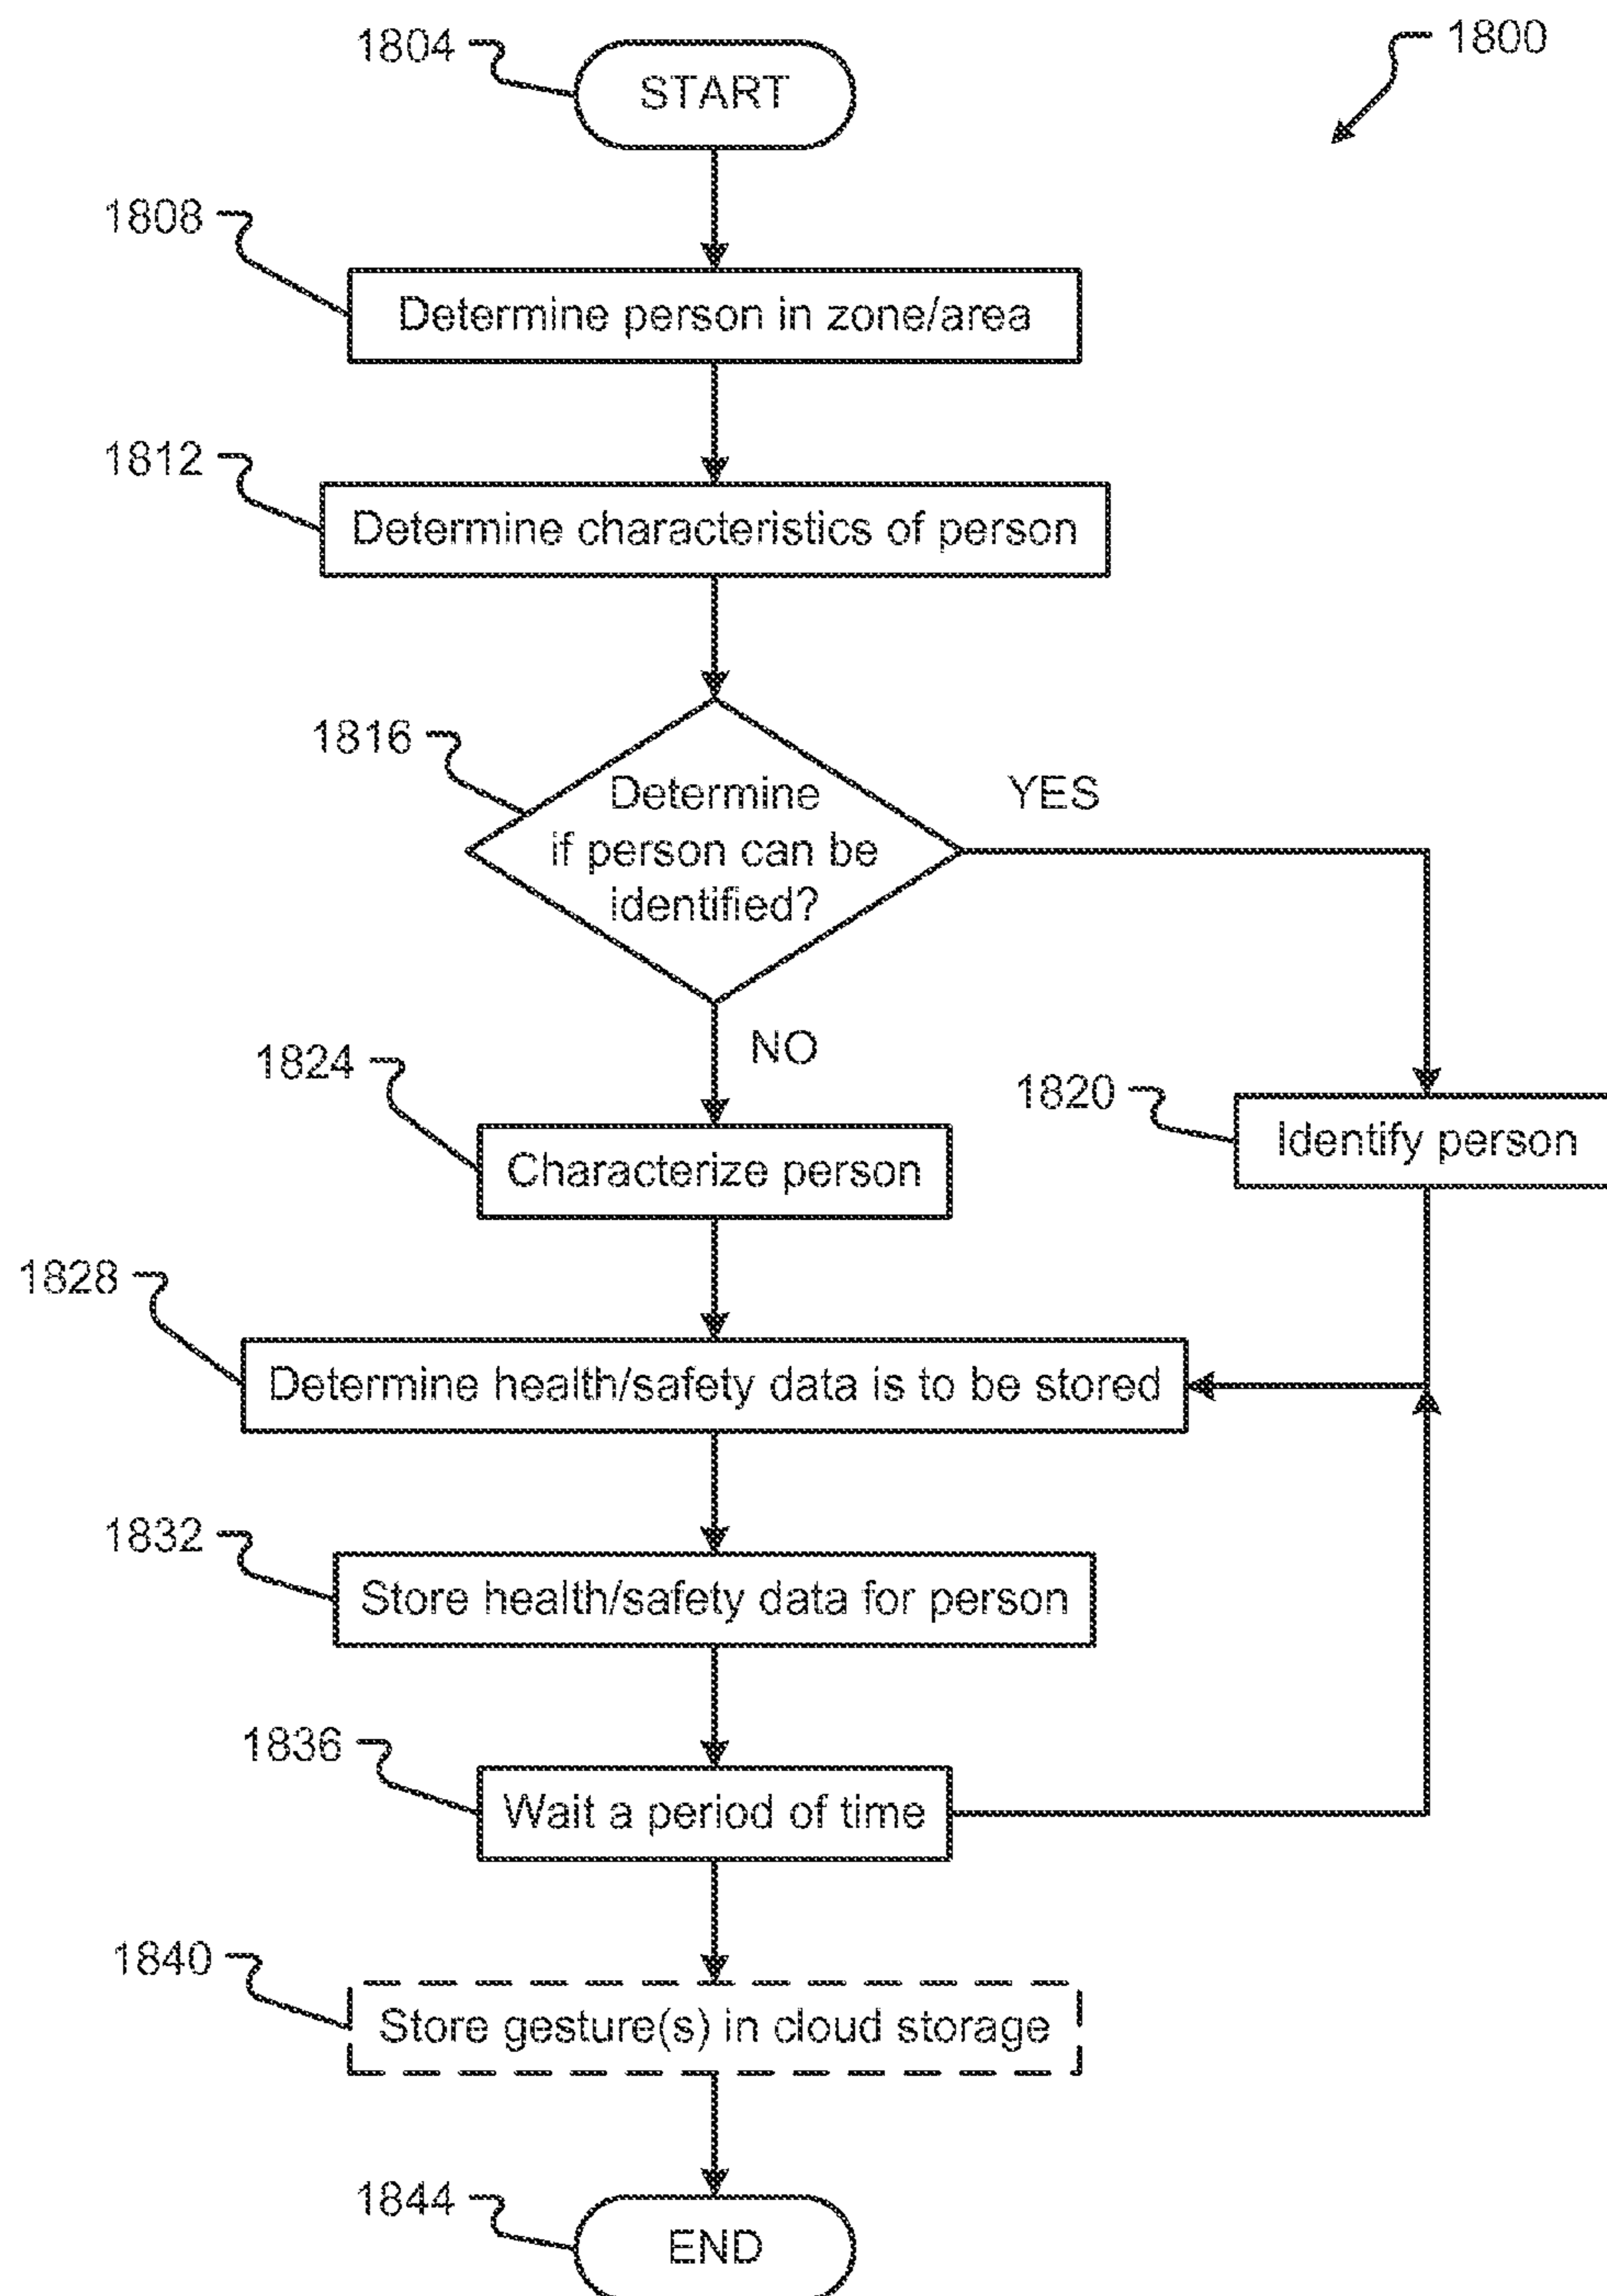 1804
START
1800
1808
Determine person in zone/area
1812
Determine characteristics of person
1816
Determine
if person can be
identified?
YES
NO
1824
Characterize person
1820
Identify person
1828
Determine health/safety data is to be stored
1832
Store health/safety data for person
1836
Wait a period of time
1840
Store gesture(s) in cloud storage
1844
END